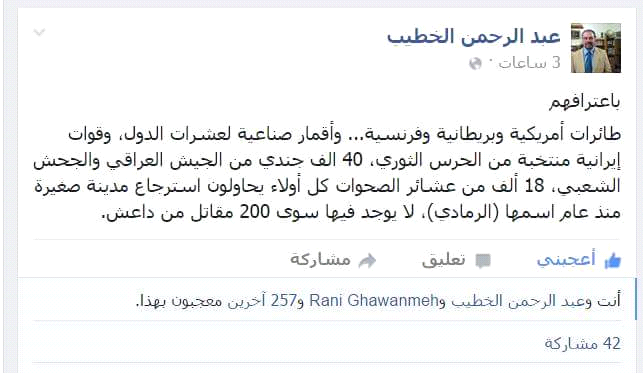 عبد الرحمن الخطيب
3 ساعات ·
باعترافهم
طائرات أمريكية وبريطانية وفرنسية... وأقمار صناعية لعشرات الدول، وقوات
إيرانية منتخبة من الحرس الثوري، 40 الف جندي من الجيش العراقي والجحش
الشعبي، 18 ألف من عشائر الصحوات كل أولاء يحاولون استرجاع مدينة صغيرة
منذ عام اسمها (الرمادي)، لا يوجد فيها سوى 200 مقاتل من داعش.
أعجبني تعليق مشاركة
أنت وعبد الرحمن الخطيب وRani Ghawanmeh و257 آخرين معجبون بهذا.
42 مشاركة